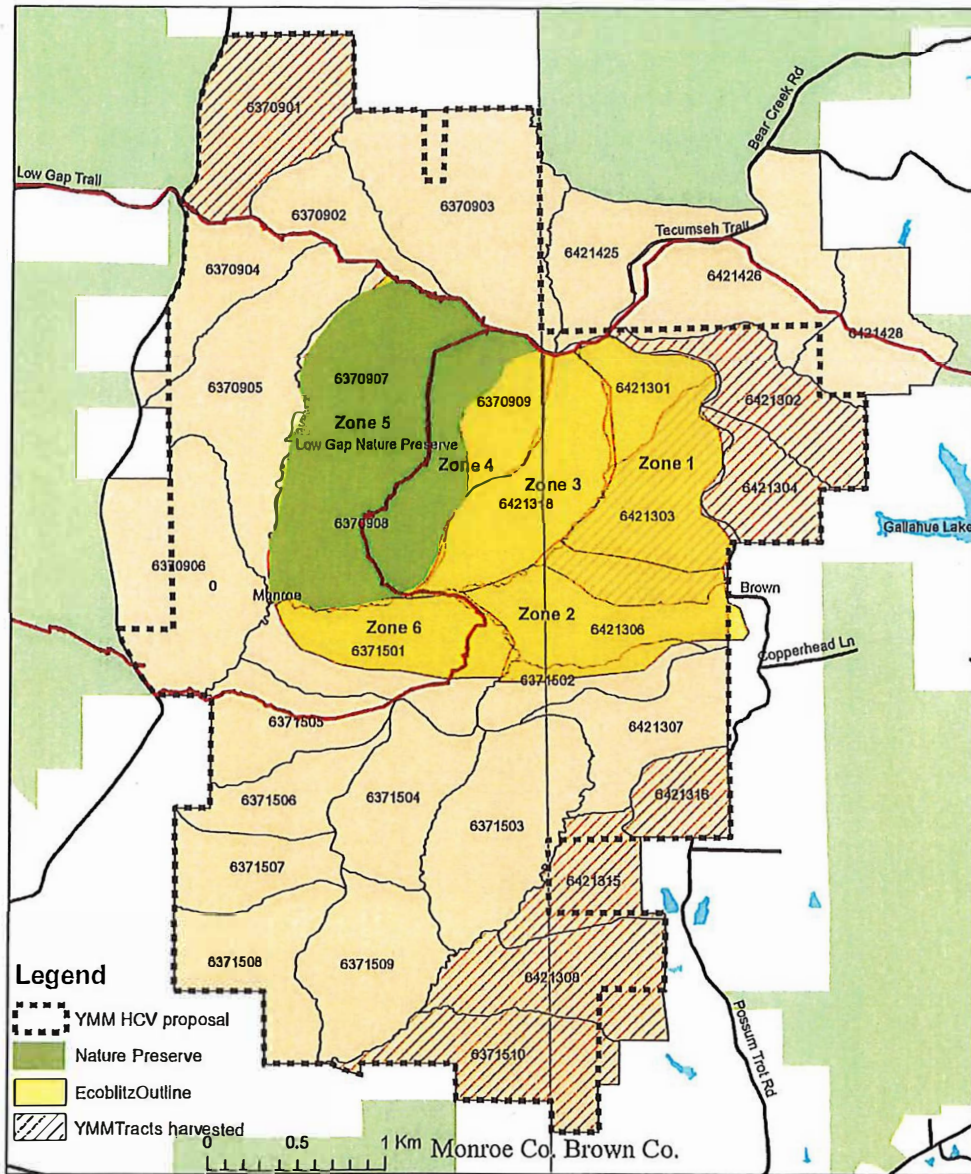 6370901
Bear Creek Rd
Low Gap Trail
6370902
6370903
Tecumseh Trail
6421425
6370904
6421426
6421428
6370905
6370907
6370909
6421301
6421302
Zone 5
Low Gap Nature Preserve
Zone 4
Zone 1
Zone 3
6421318
6421304
6421303
Gallahue Lake
6370908
6370906
0
Monroe
Brown
Zone 6
Zone 2
6371501
6421306
Copperhead Ln
6371502
6371505
6421307
6371506
6371504
6421316
6371503
6371507
6421315
6371508
6371509
6421308
Possum Trot Rd
6371510
Legend
YMM HCV proposal
Nature Preserve
EcoblitzOutline
YMMTracts harvested
0 0.5 1 Km
Monroe Co. Brown Co.